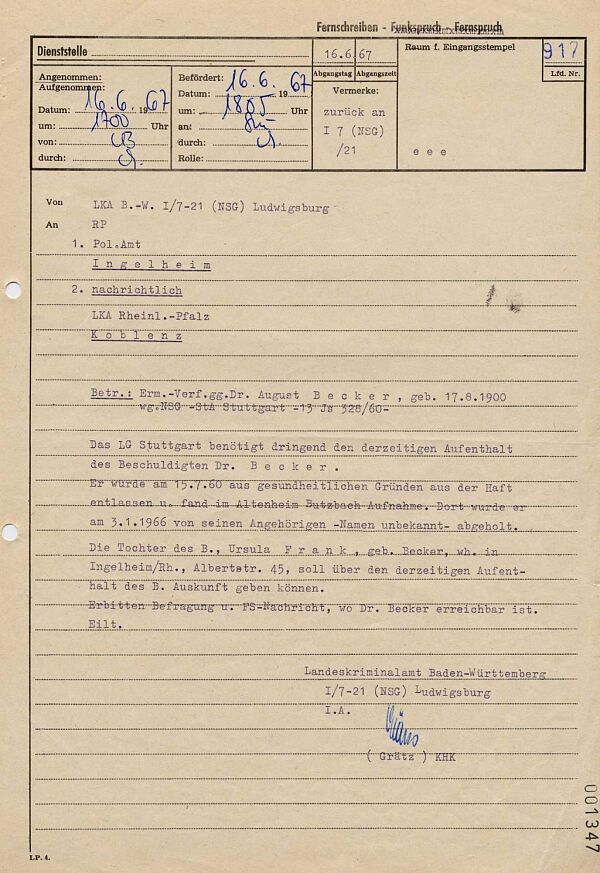 Fernschreiben - Funkspruch - Fernspruch
Dienststelle
16.6.67
Raum f. Eingangsstempel
917
Abgangstag Abgangszeit
Lfd. Nr.
Angenommen:
Aufgenommen:
Datum: 16.6. 1967
um: 1700 Uhr
von:
durch:
Befördert:
Datum: 16.6. 1967
um: 1805 Uhr
an:
durch:
Rolle:
Vermerke:
zurück an
I 7 (NSG)
/21
e e e
Von LKA B.-W. I/7-21 (NSG) Ludwigsburg
An RP
1. Pol.Amt
I n g e l h e i m
2. nachrichtlich
LKA Rheinl.-Pfalz
K o b l e n z
Betr.: Erm.-Verf.gg.Dr. August B e c k e r , geb. 17.8.1900
wg.NSG -StA Stuttgart -13 Js 328/60-
Das LG Stuttgart benötigt dringend den derzeitigen Aufenthalt
des Beschuldigten Dr. B e c k e r .
Er wurde am 15.7.60 aus gesundheitlichen Gründen aus der Haft
entlassen u. fand im Altenheim Butzbach Aufnahme. Dort wurde er
am 3.1.1966 von seinen Angehörigen -Namen unbekannt- abgeholt.
Die Tochter des B., Ursula F r a n k , geb. Becker, wh. in
Ingelheim/Rh., Albertstr. 45, soll über den derzeitigen Aufent-
halt des B. Auskunft geben können.
Erbitten Befragung u. FS-Nachricht, wo Dr. Becker erreichbar ist.
Eilt.
Landeskriminalamt Baden-Württemberg
I/7-21 (NSG) Ludwigsburg
I.A.
( Grätz ) KHK
001347
LP. 4.